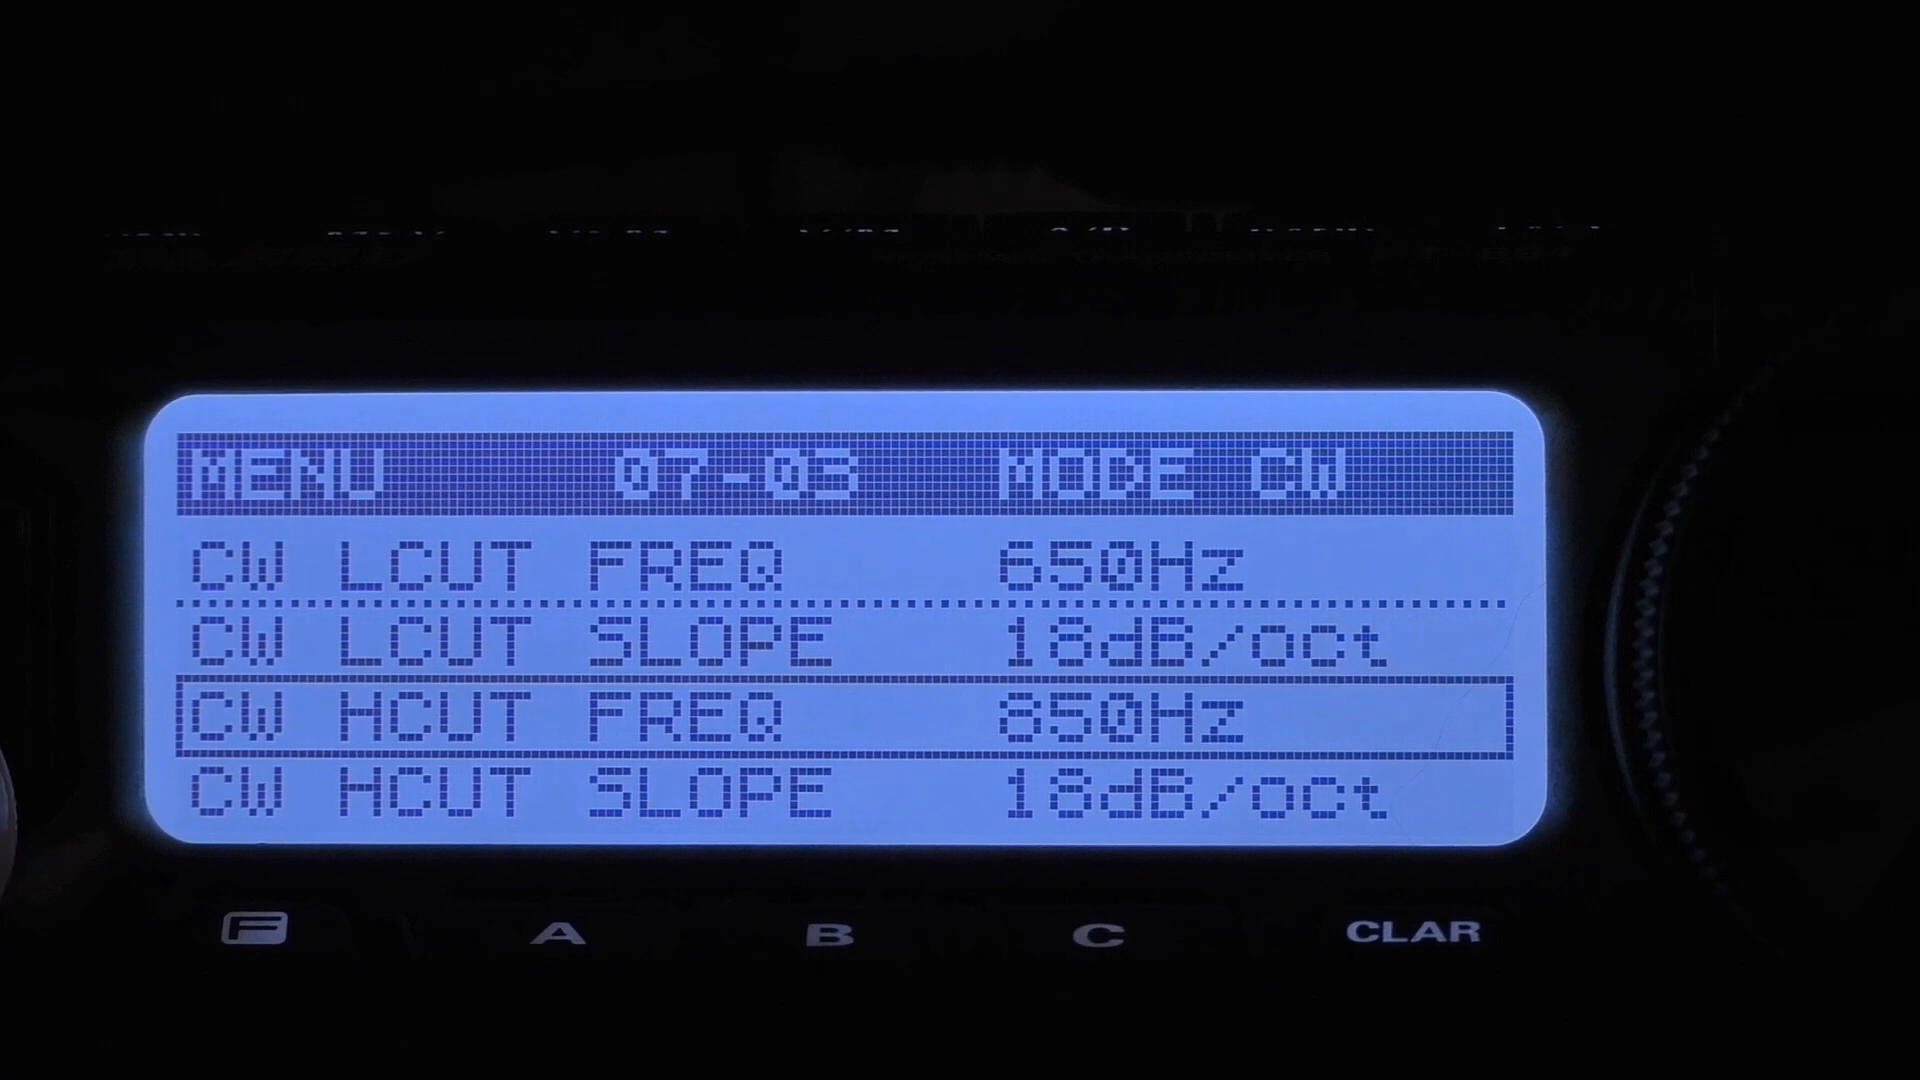 MENU 07-03 MODE CW
CW LCUT FREQ 650Hz
CW LCUT SLOPE 18dB/oct
CW HCUT FREQ 850Hz
CW HCUT SLOPE 18dB/oct
F A B C CLAR